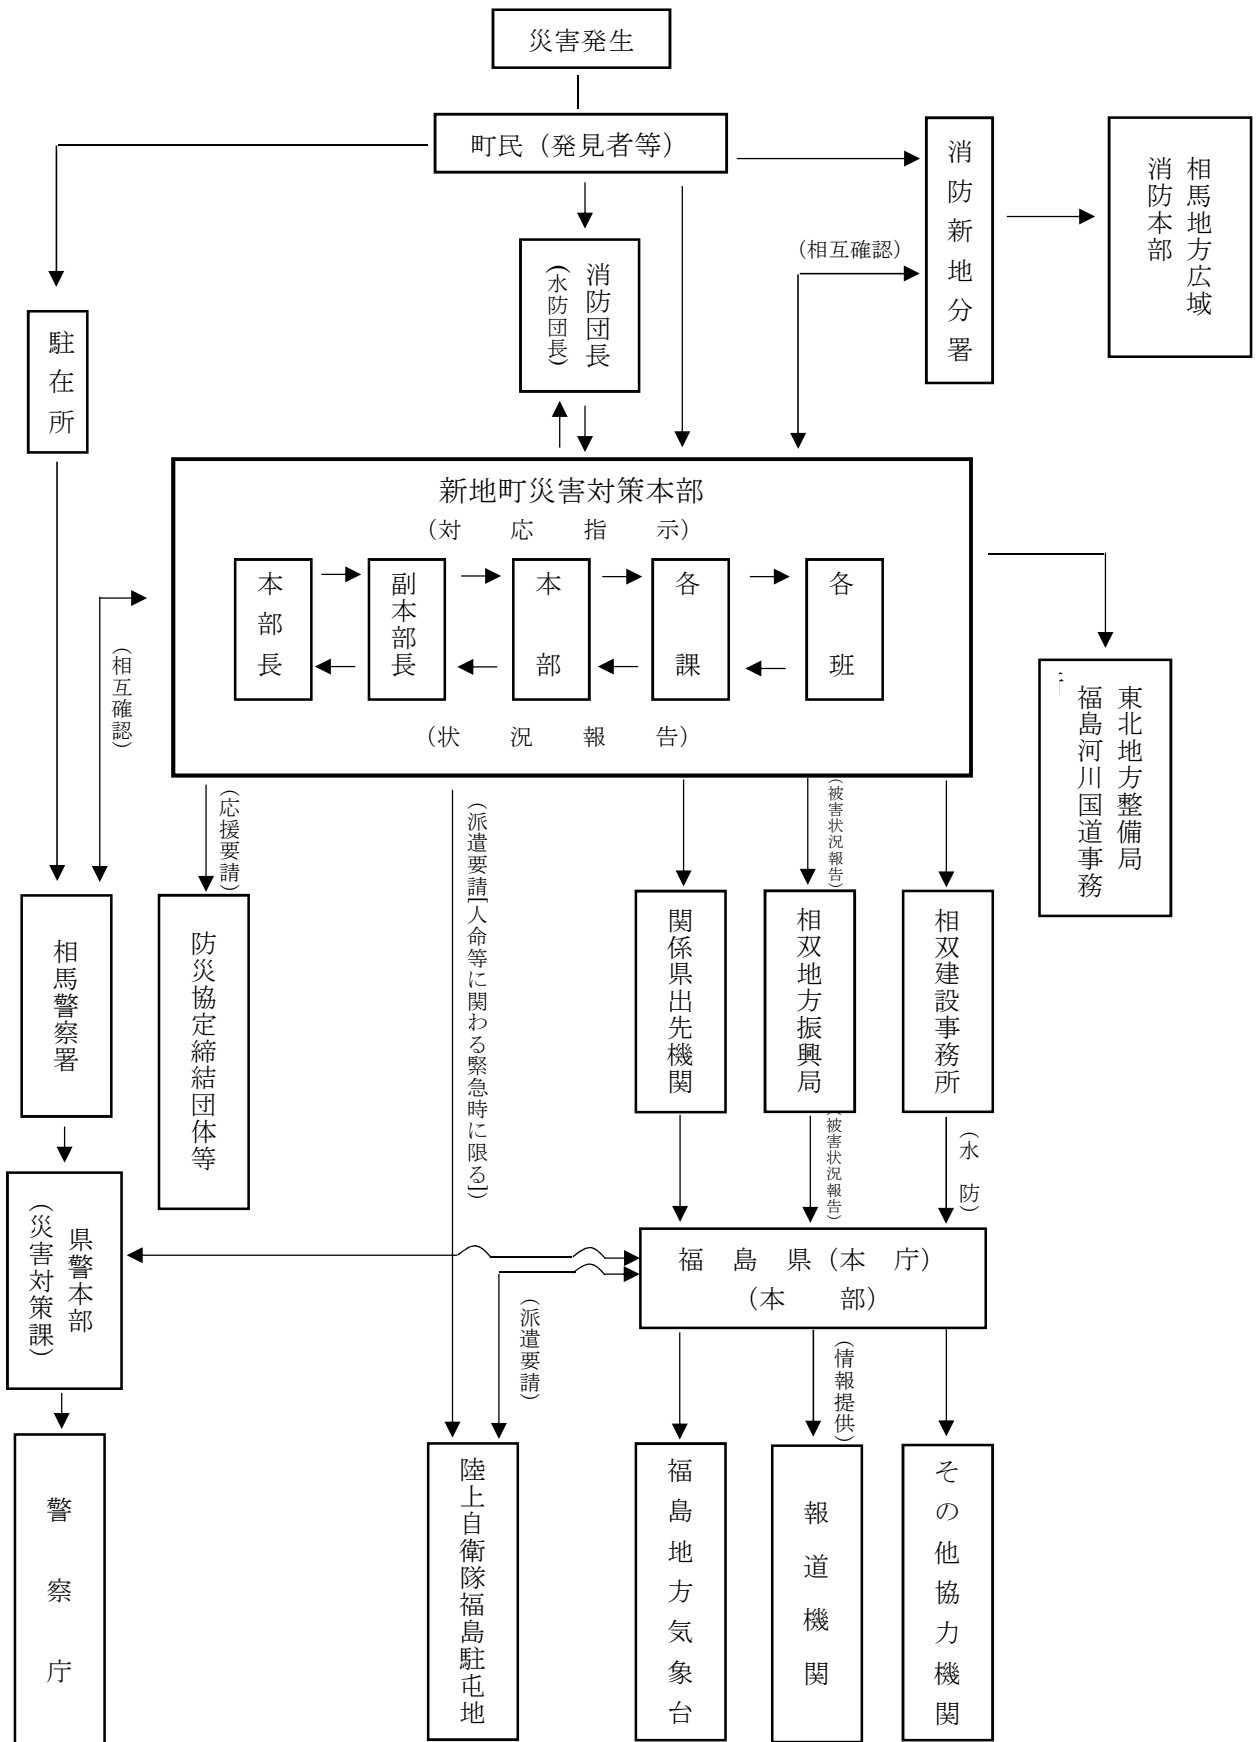 災害発生
町民（発見者等）
消防新地分署
相馬地方広域
消防本部
（相互確認）
消防団長
（水防団長）
駐在所
新地町災害対策本部
（対　応　指　示）
本部長
副本部長
本部
各課
各班
（状　況　報　告）
（相互確認）
東北地方整備局
福島河川国道事務
（応援要請）
（派遣要請[人命等に関わる緊急時に限る]）
（被害状況報告）
相馬警察署
防災協定締結団体等
関係県出先機関
相双地方振興局
相双建設事務所
（被害状況報告）
（水　防）
県警本部
（災害対策課）
福　島　県（本　庁）
（本　　部）
（派遣要請）
（情報提供）
警察庁
陸上自衛隊福島駐屯地
福島地方気象台
報道機関
その他協力機関